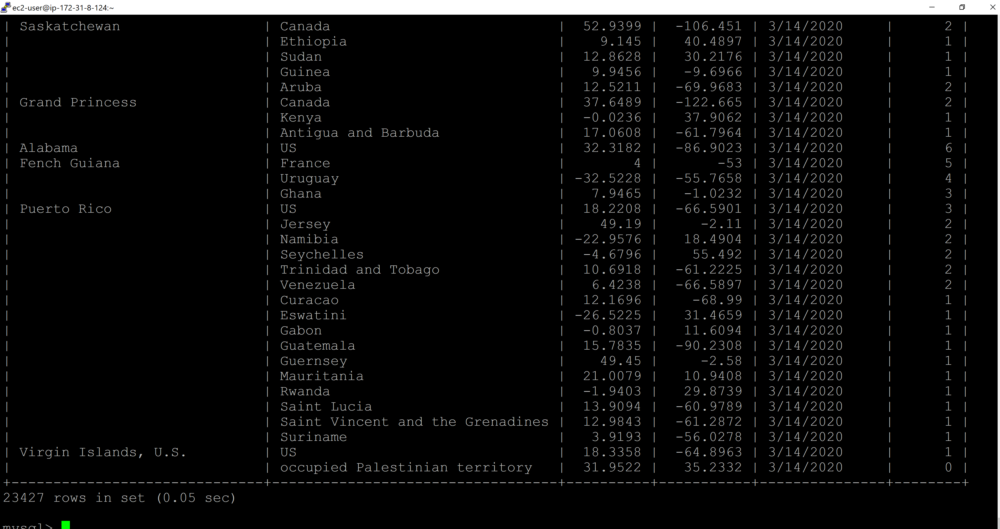 ec2-user@ip-172-31-8-124:~
| Saskatchewan | Canada | 52.9399 | -106.451 | 3/14/2020 | 2 |
| | Ethiopia | 9.145 | 40.4897 | 3/14/2020 | 1 |
| | Sudan | 12.8628 | 30.2176 | 3/14/2020 | 1 |
| | Guinea | 9.9456 | -9.6966 | 3/14/2020 | 1 |
| | Aruba | 12.5211 | -69.9683 | 3/14/2020 | 2 |
| Grand Princess | Canada | 37.6489 | -122.665 | 3/14/2020 | 2 |
| | Kenya | -0.0236 | 37.9062 | 3/14/2020 | 1 |
| | Antigua and Barbuda | 17.0608 | -61.7964 | 3/14/2020 | 1 |
| Alabama | US | 32.3182 | -86.9023 | 3/14/2020 | 6 |
| Fench Guiana | France | 4 | -53 | 3/14/2020 | 5 |
| | Uruguay | -32.5228 | -55.7658 | 3/14/2020 | 4 |
| | Ghana | 7.9465 | -1.0232 | 3/14/2020 | 3 |
| Puerto Rico | US | 18.2208 | -66.5901 | 3/14/2020 | 3 |
| | Jersey | 49.19 | -2.11 | 3/14/2020 | 2 |
| | Namibia | -22.9576 | 18.4904 | 3/14/2020 | 2 |
| | Seychelles | -4.6796 | 55.492 | 3/14/2020 | 2 |
| | Trinidad and Tobago | 10.6918 | -61.2225 | 3/14/2020 | 2 |
| | Venezuela | 6.4238 | -66.5897 | 3/14/2020 | 2 |
| | Curacao | 12.1696 | -68.99 | 3/14/2020 | 1 |
| | Eswatini | -26.5225 | 31.4659 | 3/14/2020 | 1 |
| | Gabon | -0.8037 | 11.6094 | 3/14/2020 | 1 |
| | Guatemala | 15.7835 | -90.2308 | 3/14/2020 | 1 |
| | Guernsey | 49.45 | -2.58 | 3/14/2020 | 1 |
| | Mauritania | 21.0079 | 10.9408 | 3/14/2020 | 1 |
| | Rwanda | -1.9403 | 29.8739 | 3/14/2020 | 1 |
| | Saint Lucia | 13.9094 | -60.9789 | 3/14/2020 | 1 |
| | Saint Vincent and the Grenadines | 12.9843 | -61.2872 | 3/14/2020 | 1 |
| | Suriname | 3.9193 | -56.0278 | 3/14/2020 | 1 |
| Virgin Islands, U.S. | US | 18.3358 | -64.8963 | 3/14/2020 | 1 |
| | occupied Palestinian territory | 31.9522 | 35.2332 | 3/14/2020 | 0 |
+------------------------------+----------------------------------+----------+-----------+---------------+--------+
23427 rows in set (0.05 sec)
mysql>